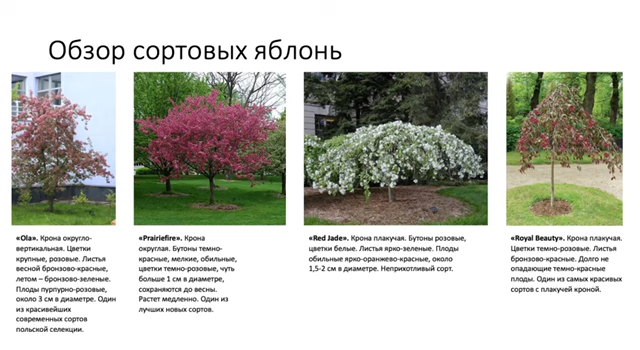 Обзор сортовых яблонь
«Ola». Крона округло-
вертикальная. Цветки
крупные, розовые. Листья
весной бронзово-красные,
летом – бронзово-зеленые.
Плоды пурпурно-розовые,
около 3 см в диаметре. Один
из красивейших
современных сортов
польской селекции.
«Prairiefire». Крона
округлая. Бутоны темно-
красные, мелкие, обильные,
цветки темно-розовые, чуть
больше 1 см в диаметре,
сохраняются до весны.
Растет медленно. Один из
лучших новых сортов.
«Red Jade». Крона плакучая. Бутоны розовые,
цветки белые. Листья ярко-зеленые. Плоды
обильные ярко-оранжево-красные, около
1,5-2 см в диаметре. Неприхотливый сорт.
«Royal Beauty». Крона плакучая.
Цветки темно-розовые. Листья
бронзово-красные. Долго не
опадающие темно-красные
плоды. Один из самых красивых
сортов с плакучей кроной.